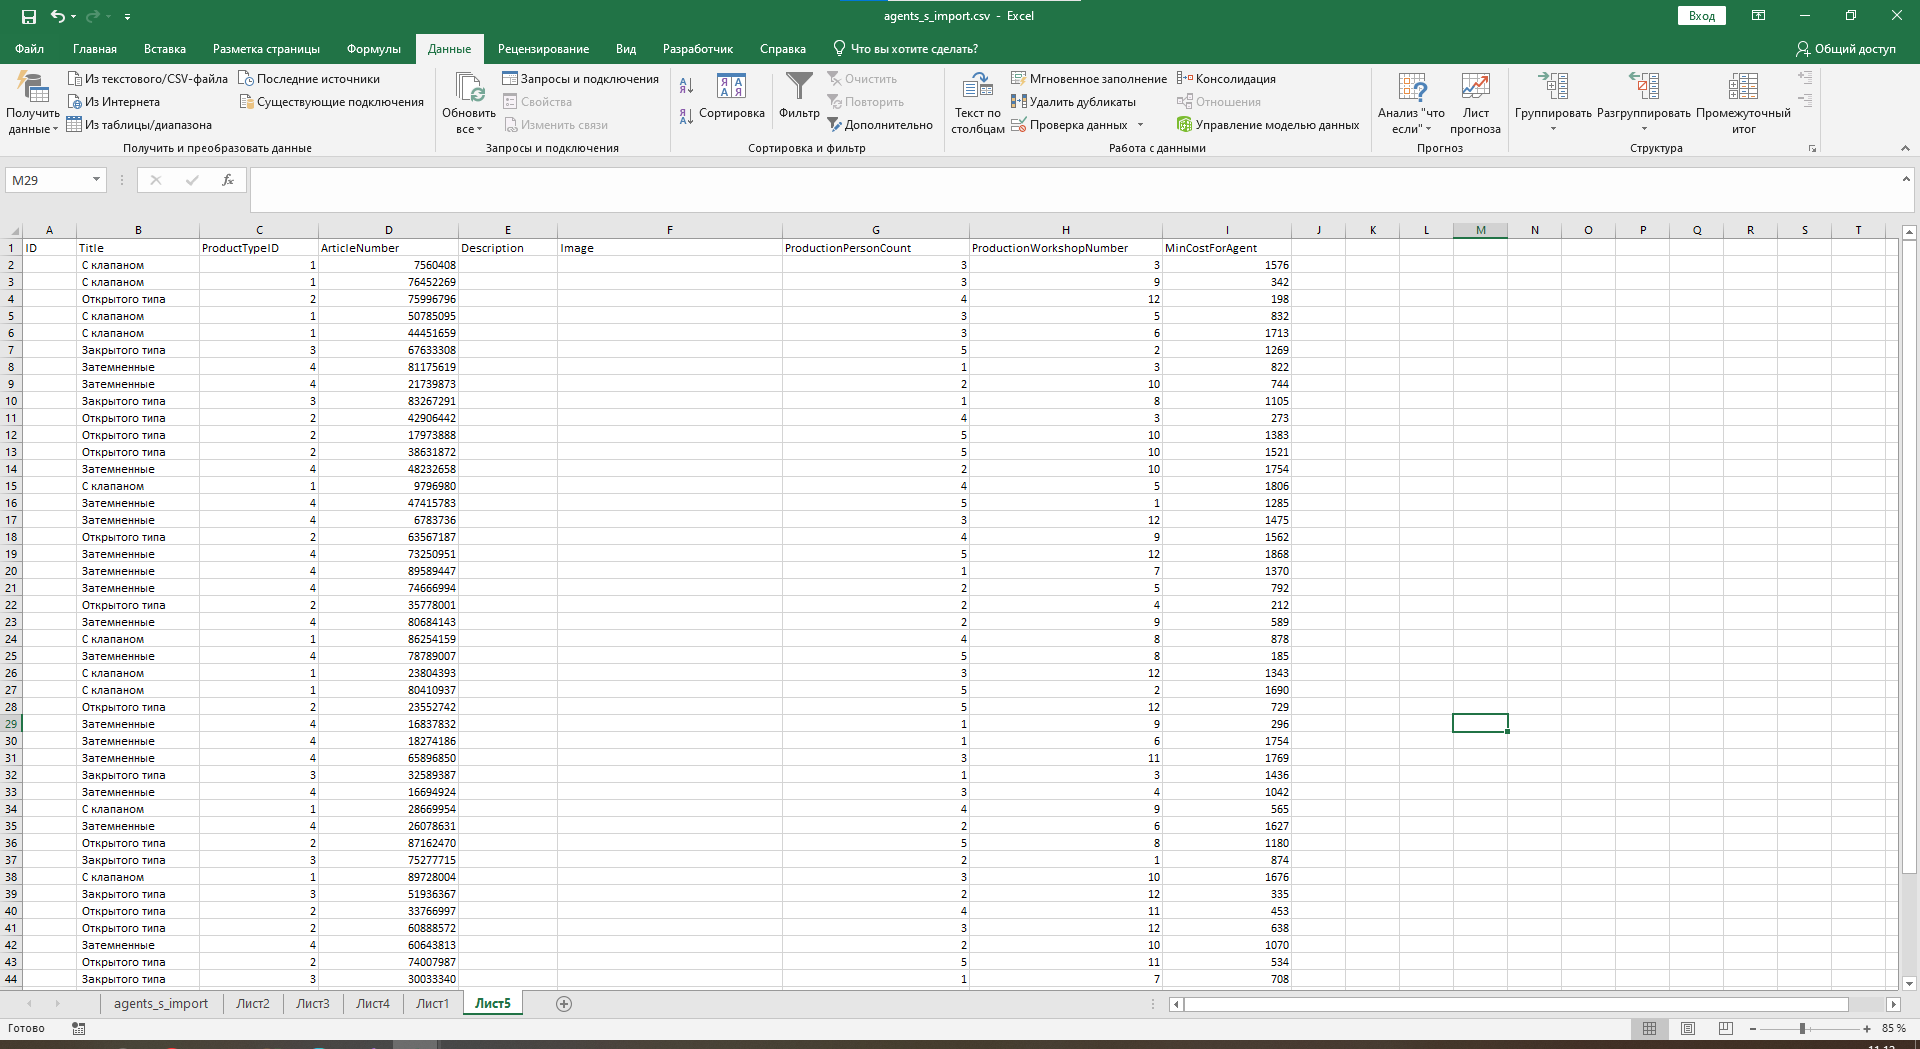 agents_s_import.csv - Excel
Вход
Файл Главная Вставка Разметка страницы Формулы Данные Рецензирование Вид Разработчик Справка Что вы хотите сделать? Общий доступ
Получить данные
Из текстового/CSV-файла
Из Интернета
Из таблицы/диапазона
Последние источники
Существующие подключения
Получить и преобразовать данные
Обновить все
Запросы и подключения
Свойства
Изменить связи
Запросы и подключения
Сортировка
Фильтр
Очистить
Повторить
Дополнительно
Сортировка и фильтр
Текст по столбцам
Мгновенное заполнение
Удалить дубликаты
Проверка данных
Консолидация
Отношения
Управление моделью данных
Работа с данными
Анализ "что если"
Лист прогноза
Прогноз
Группировать
Разгруппировать
Промежуточный итог
Структура
M29
fx
A B C D E F G H I J K L M N O P Q R S T
1 ID Title ProductTypeID ArticleNumber Description Image ProductionPersonCount ProductionWorkshopNumber MinCostForAgent
2 С клапаном 1 7560408 3 3 1576
3 С клапаном 1 76452269 3 9 342
4 Открытого типа 2 75996796 4 12 198
5 С клапаном 1 50785095 3 5 832
6 С клапаном 1 44451659 3 6 1713
7 Закрытого типа 3 67633308 5 2 1269
8 Затемненные 4 81175619 1 3 822
9 Затемненные 4 21739873 2 10 744
10 Закрытого типа 3 83267291 1 8 1105
11 Открытого типа 2 42906442 4 3 273
12 Открытого типа 2 17973888 5 10 1383
13 Открытого типа 2 38631872 5 10 1521
14 Затемненные 4 48232658 2 10 1754
15 С клапаном 1 9796980 4 5 1806
16 Затемненные 4 47415783 5 1 1285
17 Затемненные 4 6783736 3 12 1475
18 Открытого типа 2 63567187 4 9 1562
19 Затемненные 4 73250951 5 12 1868
20 Затемненные 4 89589447 1 7 1370
21 Затемненные 4 74666994 2 5 792
22 Открытого типа 2 35778001 2 4 212
23 Затемненные 4 80684143 2 9 589
24 С клапаном 1 86254159 4 8 878
25 Затемненные 4 78789007 5 8 185
26 С клапаном 1 23804393 3 12 1343
27 С клапаном 1 80410937 5 2 1690
28 Открытого типа 2 23552742 5 12 729
29 Затемненные 4 16837832 1 9 296
30 Затемненные 4 18274186 1 6 1754
31 Затемненные 4 65896850 3 11 1769
32 Закрытого типа 3 32589387 1 3 1436
33 Затемненные 4 16694924 3 4 1042
34 С клапаном 1 28669954 4 9 565
35 Затемненные 4 26078631 2 6 1627
36 Открытого типа 2 87162470 5 8 1180
37 Закрытого типа 3 75277715 2 1 874
38 С клапаном 1 89728004 3 10 1676
39 Закрытого типа 3 51936367 2 12 335
40 Открытого типа 2 33766997 4 11 453
41 Открытого типа 2 60888572 3 12 638
42 Затемненные 4 60643813 2 10 1070
43 Открытого типа 2 74007987 5 11 534
44 Закрытого типа 3 30033340 1 7 708
agents_s_import Лист2 Лист3 Лист4 Лист1 Лист5
Готово
85 %